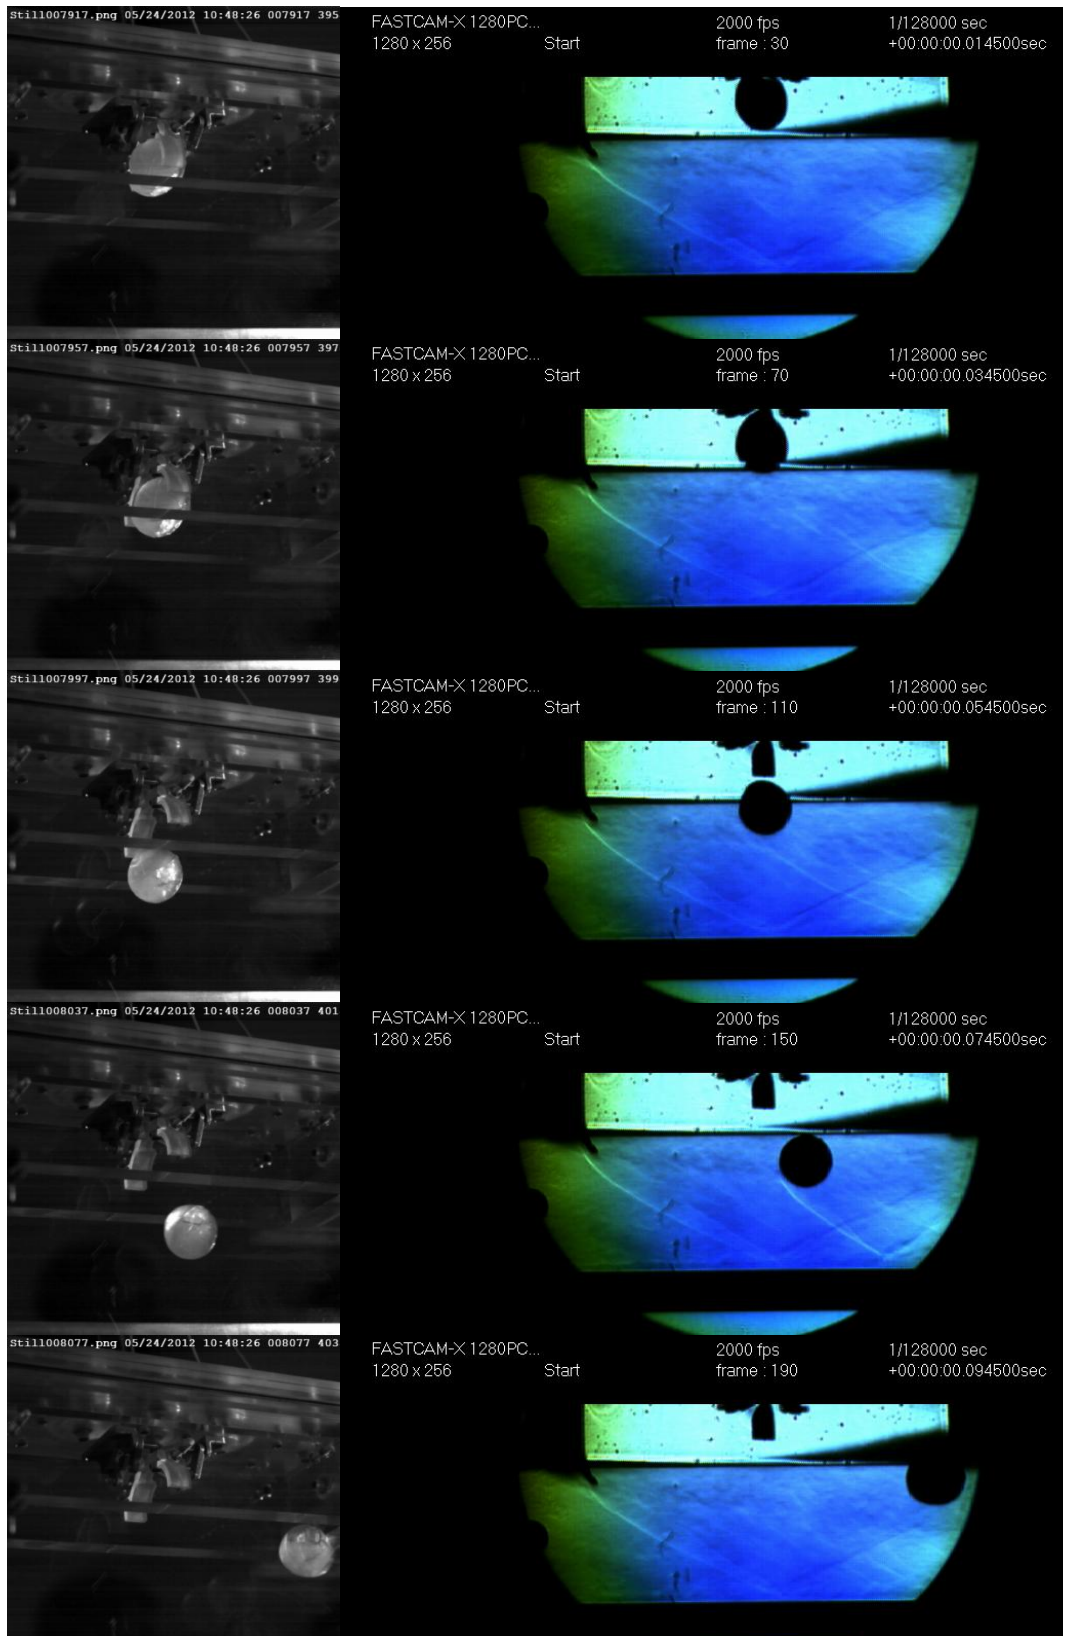 Still007917.png 05/24/2012 10:48:26 007917 395
FASTCAM-X 1280PC... 2000 fps 1/128000 sec
1280 x 256 Start frame : 30 +00:00:00.014500sec
Still007957.png 05/24/2012 10:48:26 007957 397
FASTCAM-X 1280PC... 2000 fps 1/128000 sec
1280 x 256 Start frame : 70 +00:00:00.034500sec
Still007997.png 05/24/2012 10:48:26 007997 399
FASTCAM-X 1280PC... 2000 fps 1/128000 sec
1280 x 256 Start frame : 110 +00:00:00.054500sec
Still008037.png 05/24/2012 10:48:26 008037 401
FASTCAM-X 1280PC... 2000 fps 1/128000 sec
1280 x 256 Start frame : 150 +00:00:00.074500sec
Still008077.png 05/24/2012 10:48:26 008077 403
FASTCAM-X 1280PC... 2000 fps 1/128000 sec
1280 x 256 Start frame : 190 +00:00:00.094500sec